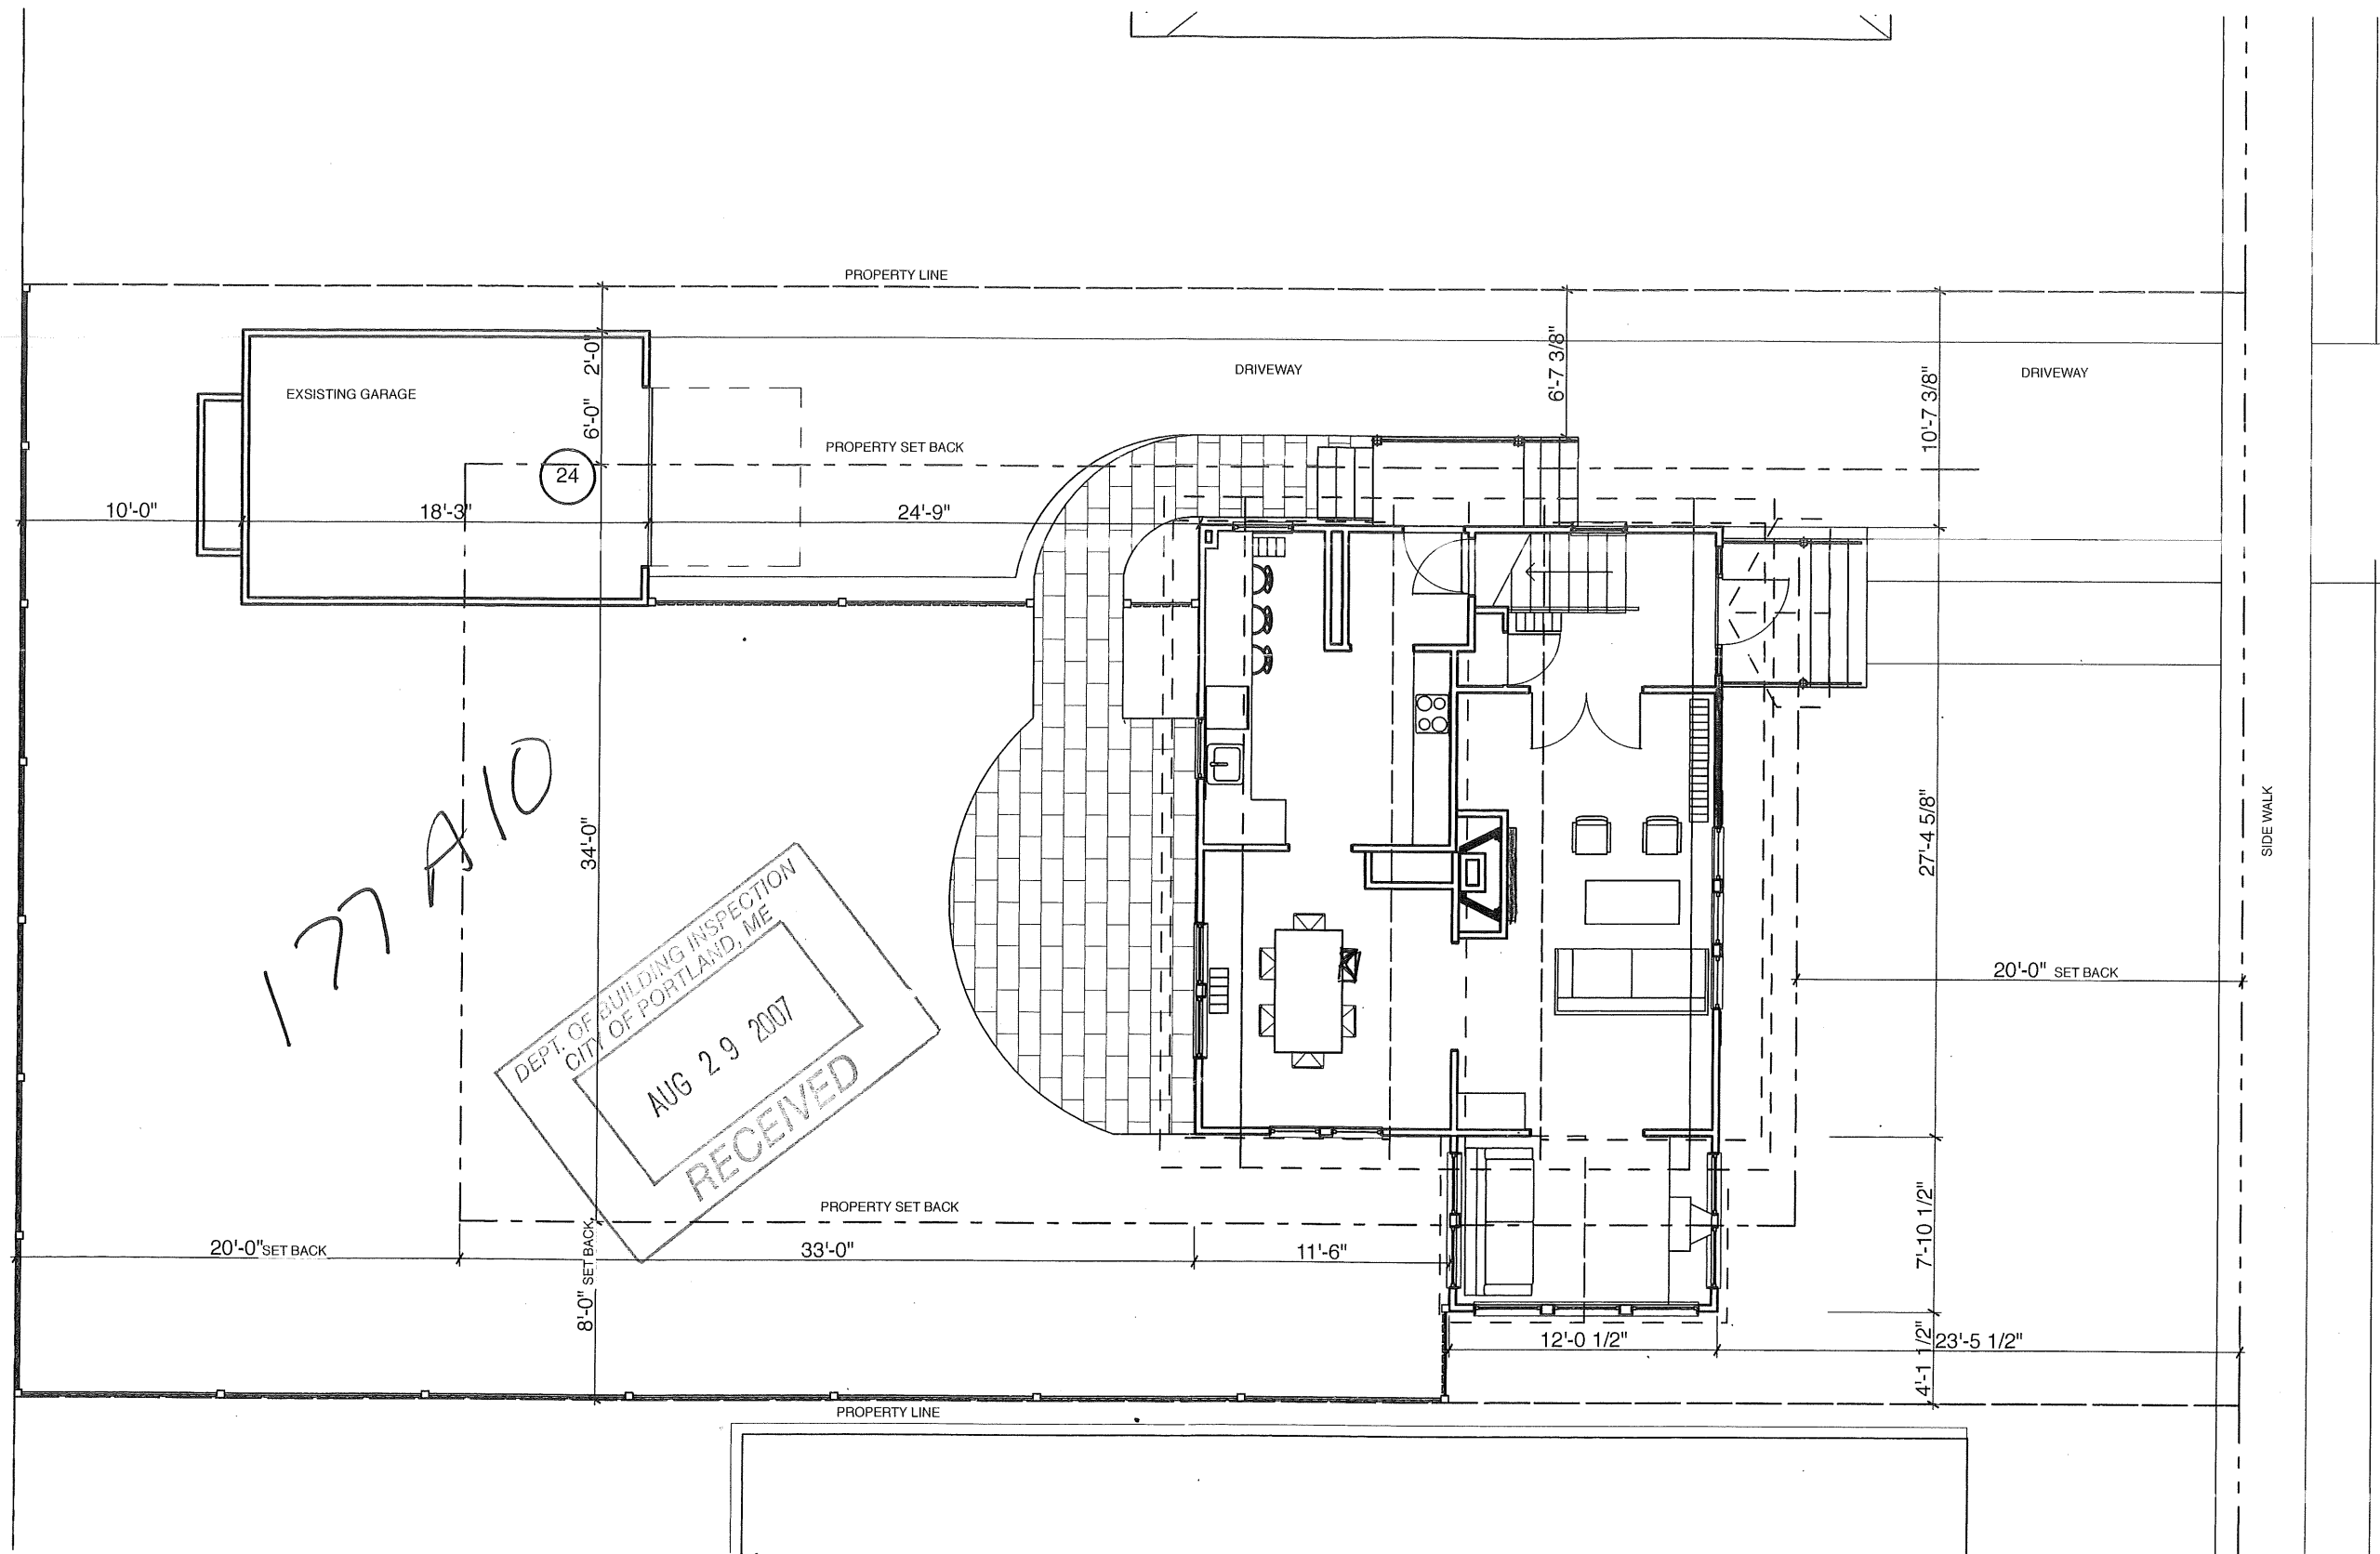 PROPERTY LINE
2'-0"
6'-7 3/8"
DRIVEWAY
DRIVEWAY
10'-7 3/8"
EXSISTING GARAGE
6'-0"
PROPERTY SET BACK
24
10'-0"
18'-3"
24'-9"
177 A10
34'-0"
27'-4 5/8"
SIDE WALK
DEPT. OF BUILDING INSPECTION
CITY OF PORTLAND, ME
AUG 29 2007
RECEIVED
20'-0" SET BACK
PROPERTY SET BACK
20'-0" SET BACK
33'-0"
11'-6"
7'-10 1/2"
8'-0" SET BACK
12'-0 1/2"
23'-5 1/2"
4'-1 1/2"
PROPERTY LINE